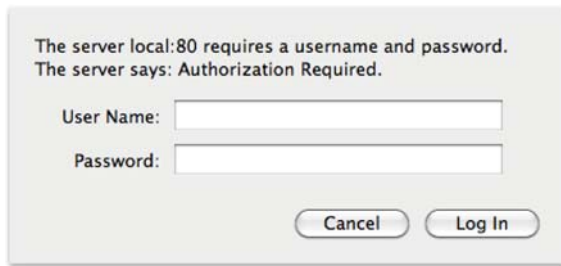 The server local:80 requires a username and password.
The server says: Authorization Required.
User Name:
Password:
Cancel Log In